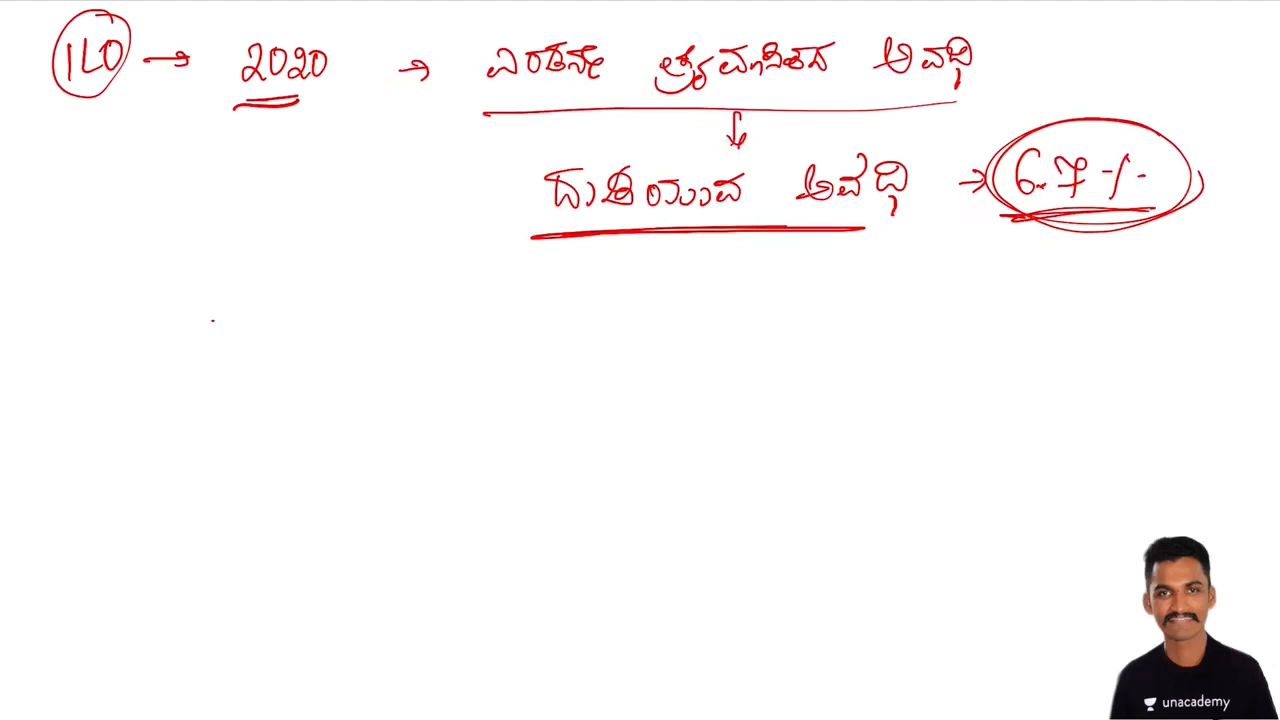 ILO → 2020 → ಎರಡನೇ ತ್ರೈಮಾಸಿಕದ ಅವಧಿ
↓
ದುಡಿಯುವ ಅವಧಿ → 6.7 %
unacademy